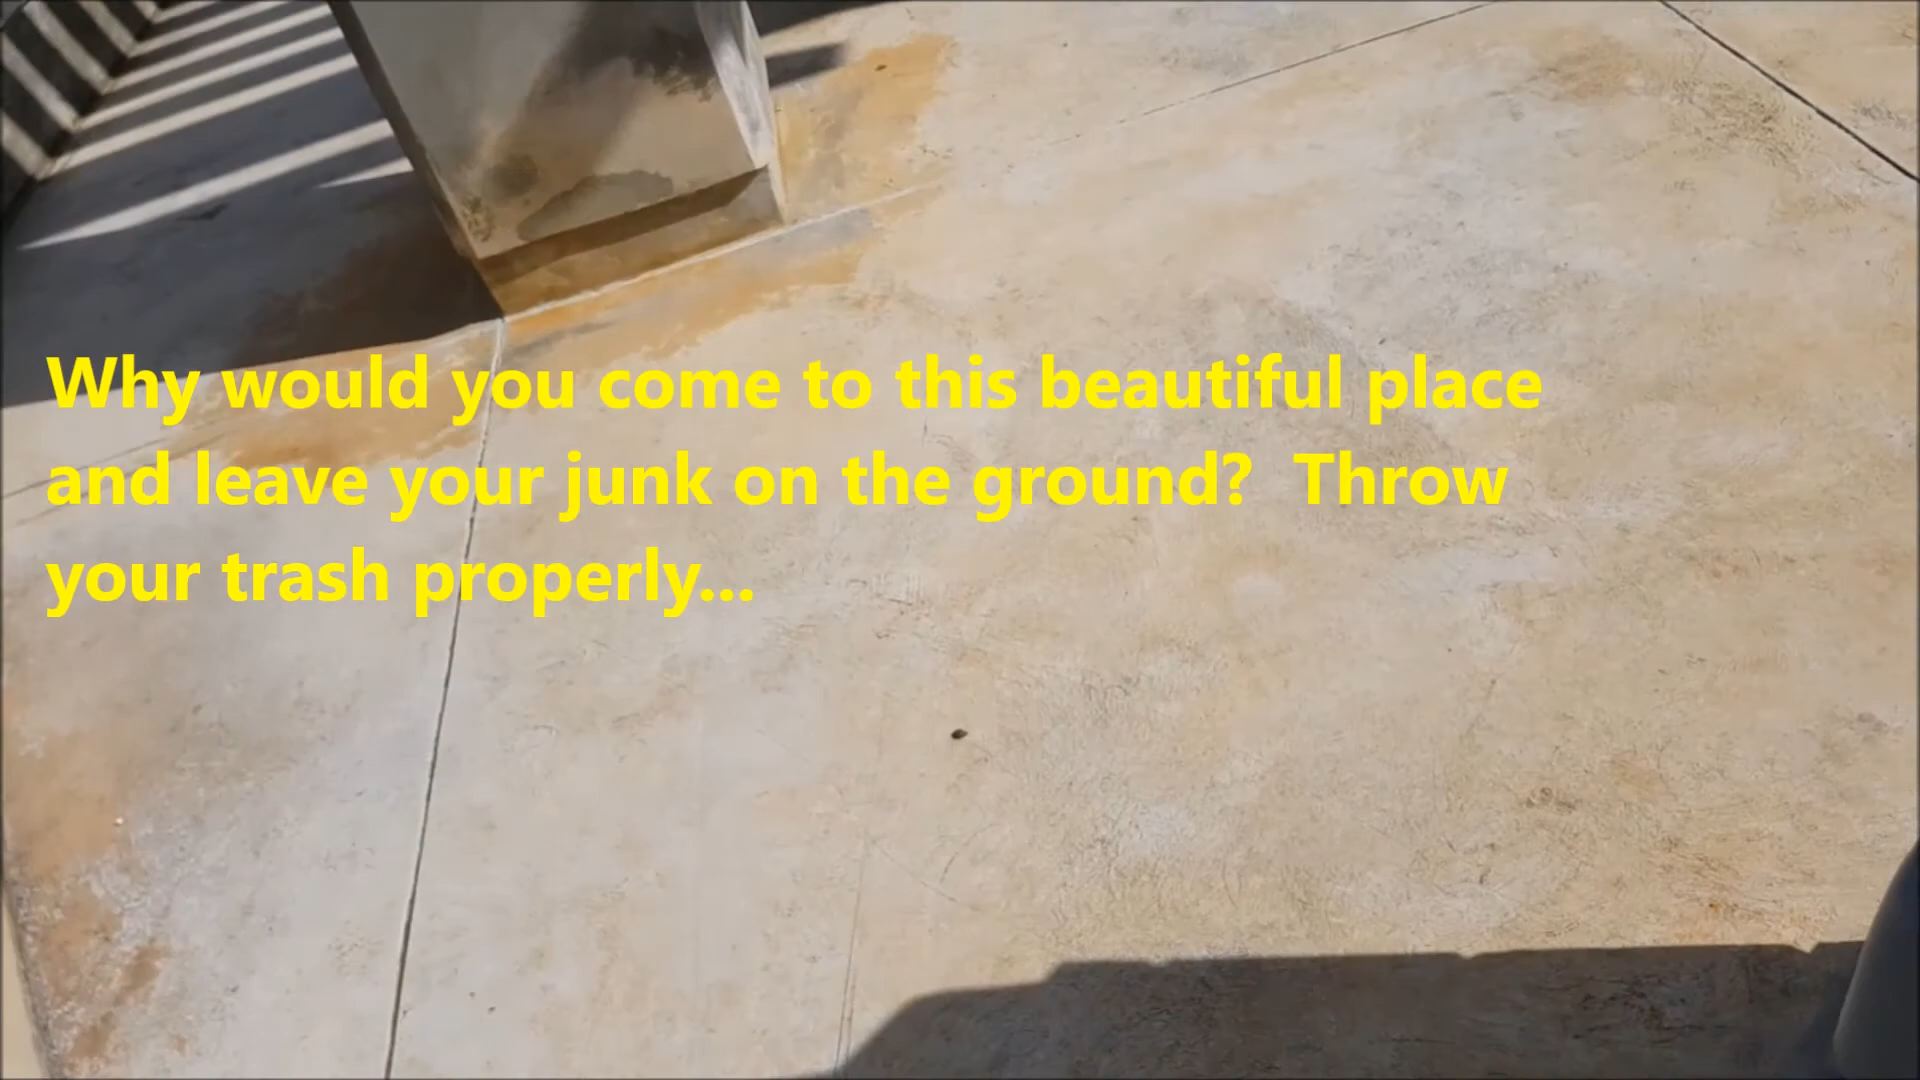 Why would you come to this beautiful place
and leave your junk on the ground?  Throw
your trash properly...